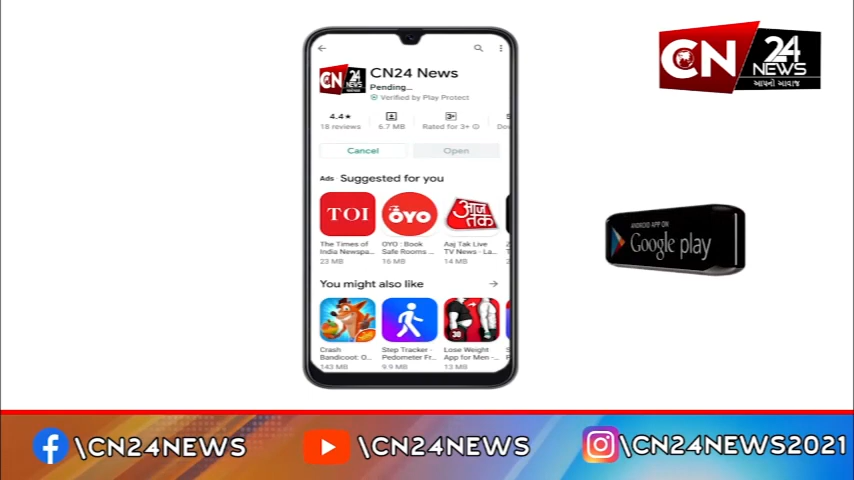 CN
24
NEWS
આપનો અવાજ
CN24 News
Pending...
Verified by Play Protect
4.4★
18 reviews
6.7 MB
3+
Rated for 3+
Cancel
Open
Ads Suggested for you
TOI
OYO
आज तक
The Times of
India Newspa...
23 MB
OYO : Book
Safe Rooms ...
16 MB
Aaj Tak Live
TV News - La...
14 MB
You might also like
30
Crash
Bandicoot: O...
143 MB
Step Tracker -
Pedometer Fr...
9.9 MB
Lose Weight
App for Men -...
13 MB
ANDROID APP ON
Google play
\CN24NEWS
\CN24NEWS
\CN24NEWS2021